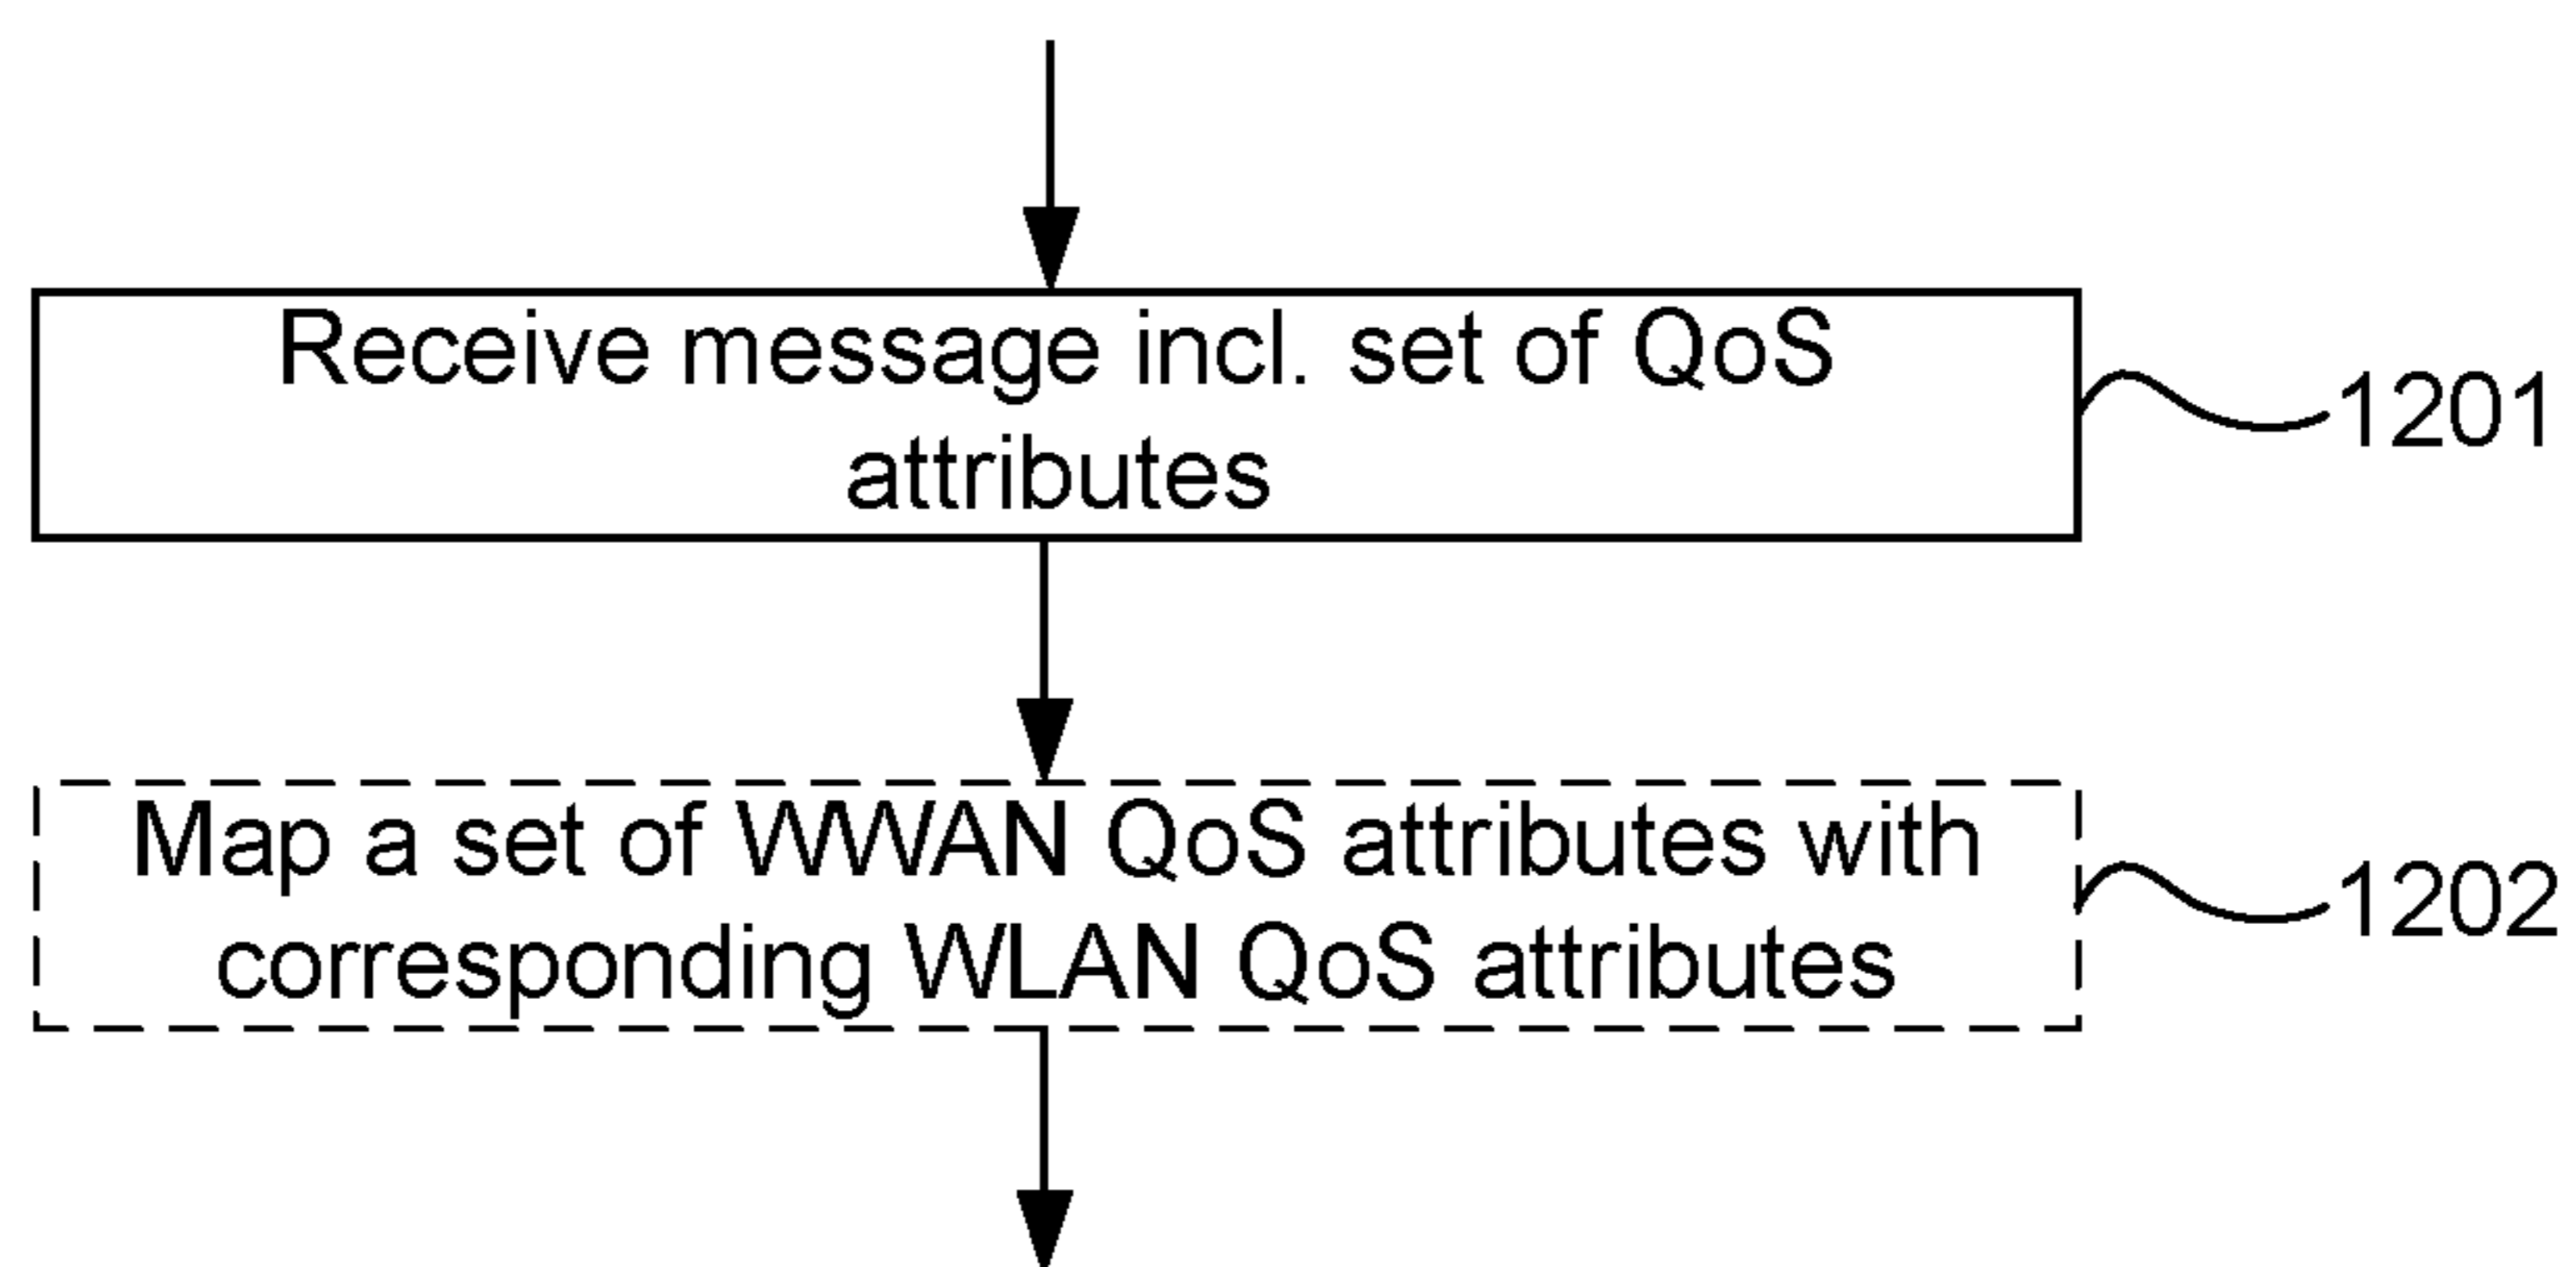 Receive message incl. set of QoS
attributes
1201
Map a set of WWAN QoS attributes with
corresponding WLAN QoS attributes
1202